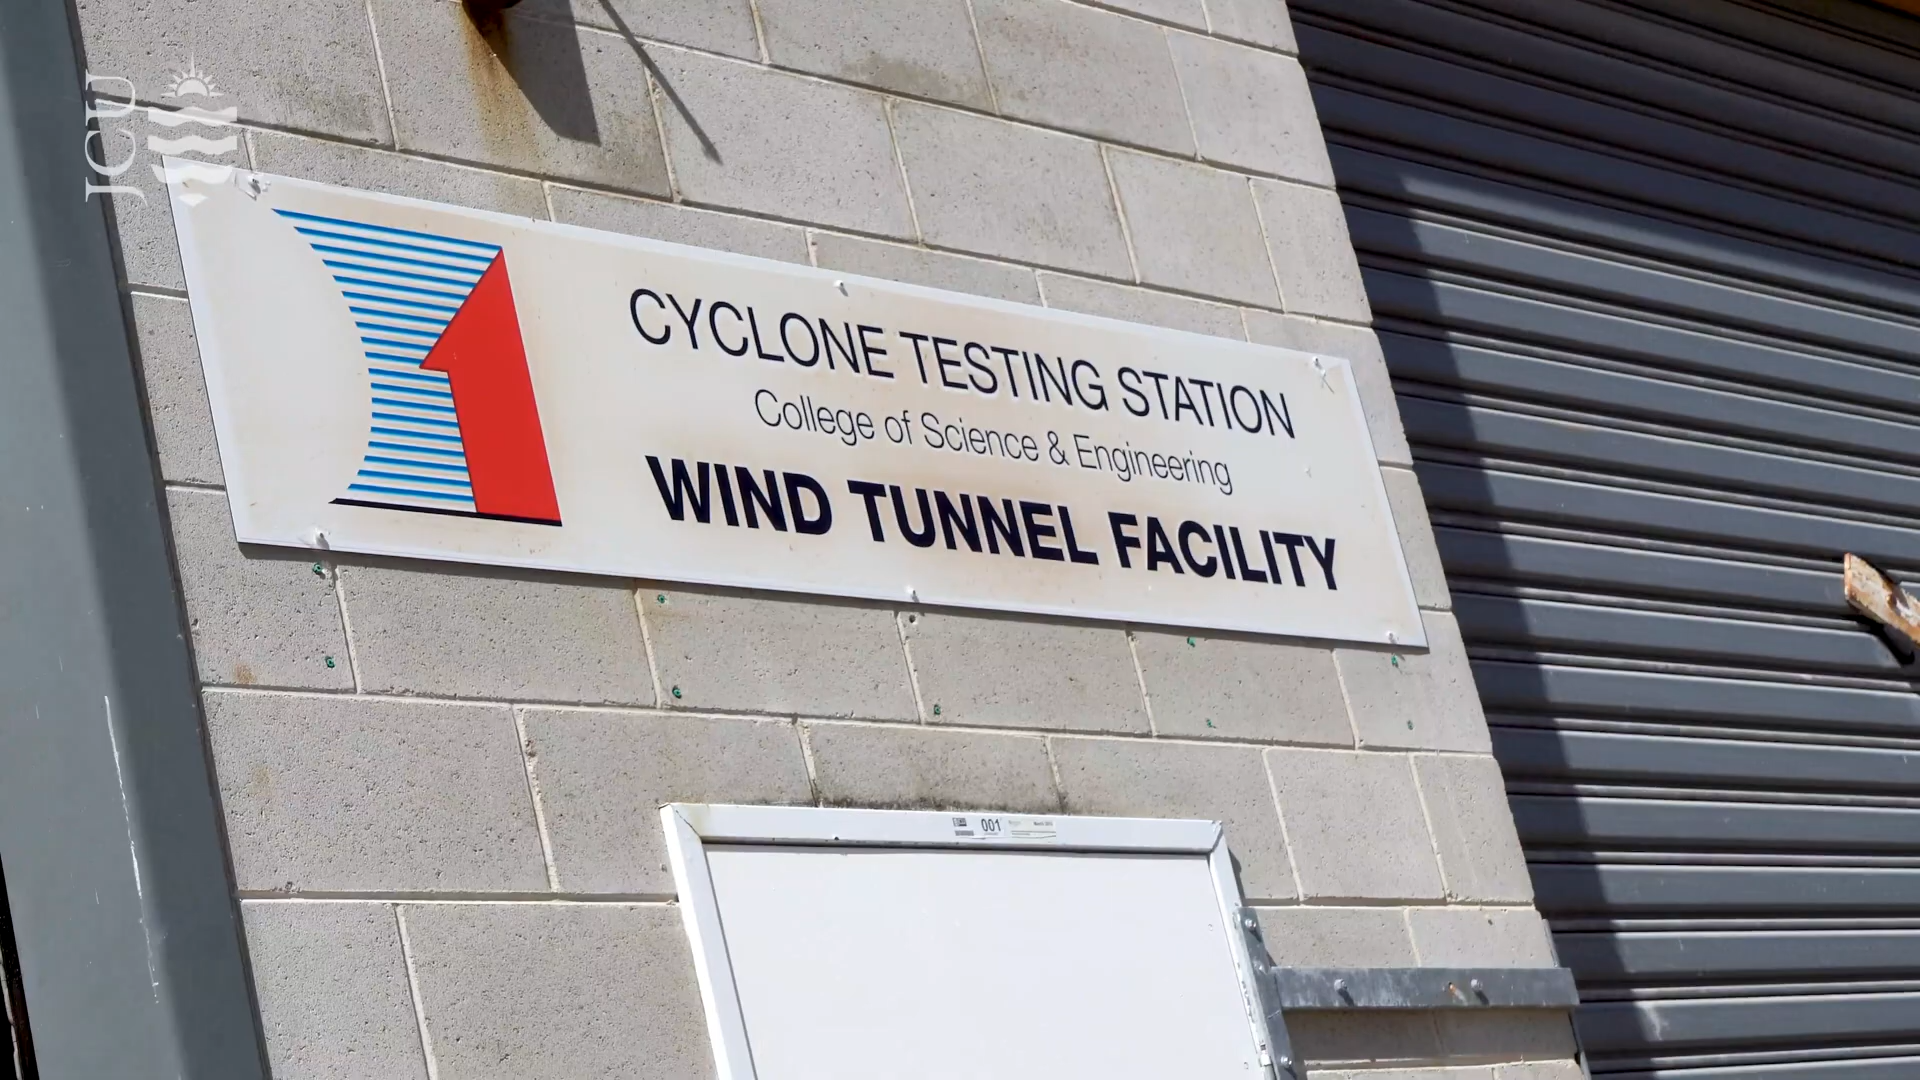 JCU
CYCLONE TESTING STATION
College of Science & Engineering
WIND TUNNEL FACILITY
001